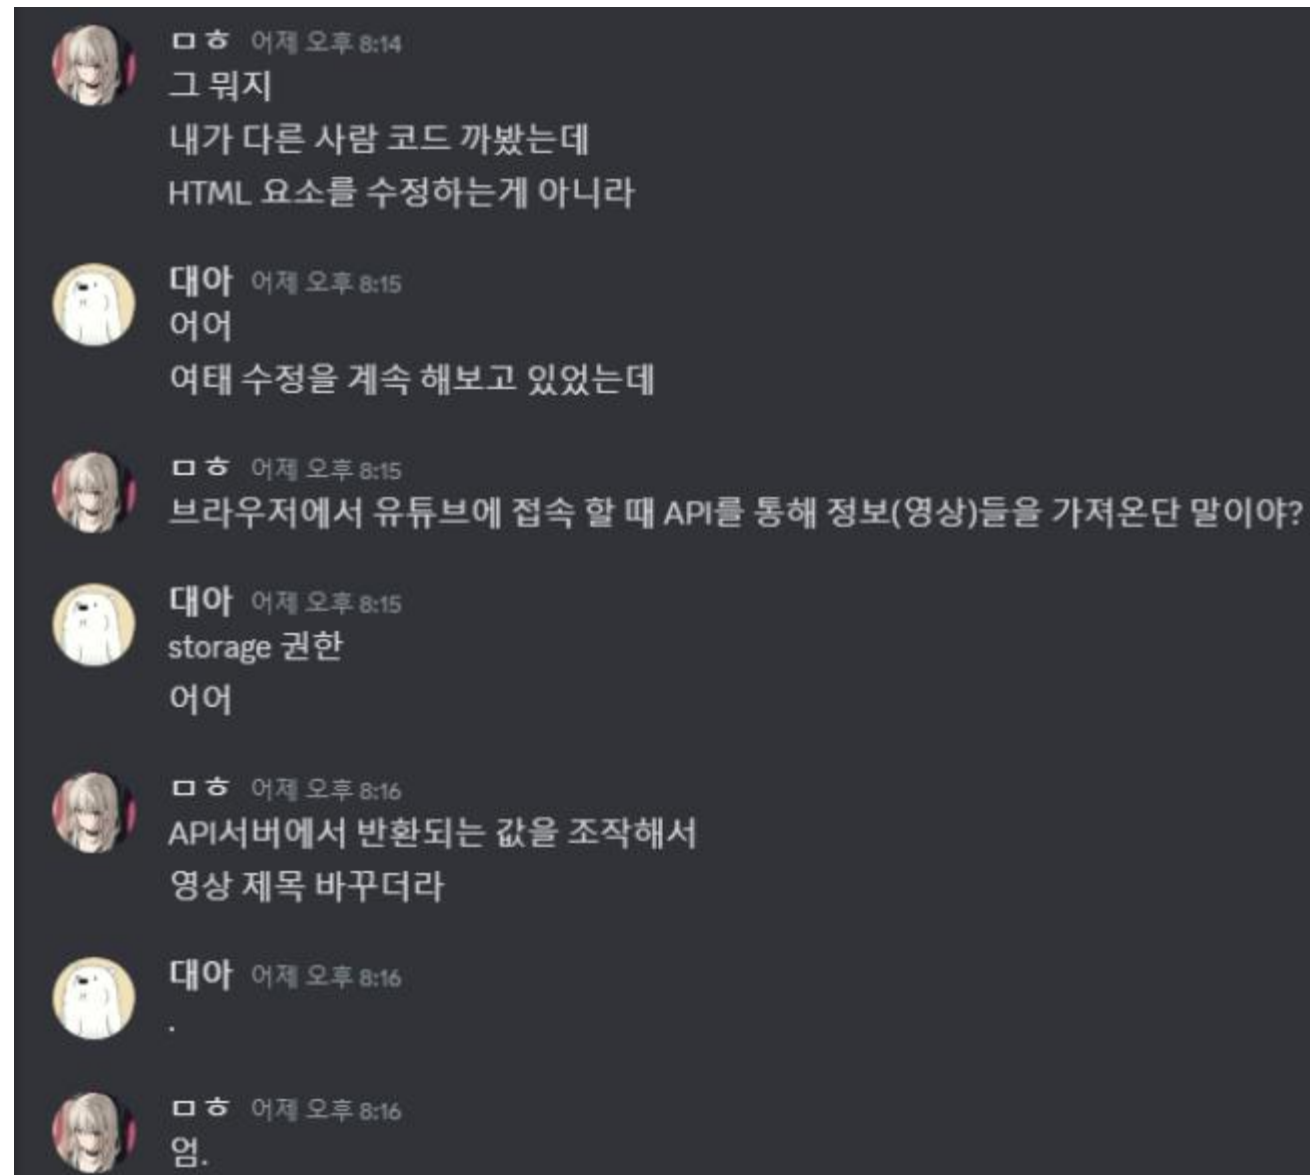 ㅁㅎ 어제 오후 8:14
그 뭐지
내가 다른 사람 코드 까봤는데
HTML 요소를 수정하는게 아니라
대아 어제 오후 8:15
어어
여태 수정을 계속 해보고 있었는데
ㅁㅎ 어제 오후 8:15
브라우저에서 유튜브에 접속 할 때 API를 통해 정보(영상)들을 가져온단 말이야?
대아 어제 오후 8:15
storage 권한
어어
ㅁㅎ 어제 오후 8:16
API서버에서 반환되는 값을 조작해서
영상 제목 바꾸더라
대아 어제 오후 8:16
.
ㅁㅎ 어제 오후 8:16
엄.